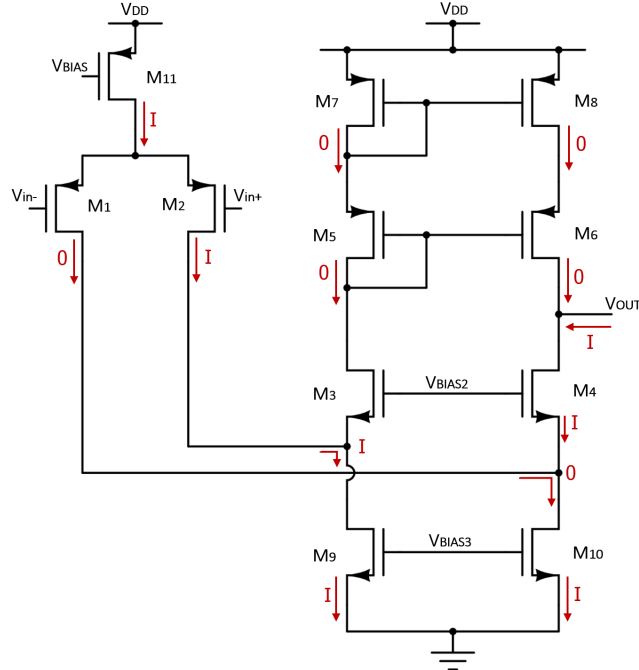 VDD
VDD
VBIAS
M11
I
M7
M8
0
0
Vin-
M1
M2
Vin+
0
I
M5
M6
0
0
VOUT
I
M3
VBIAS2
M4
I
I
0
M9
VBIAS3
M10
I
I